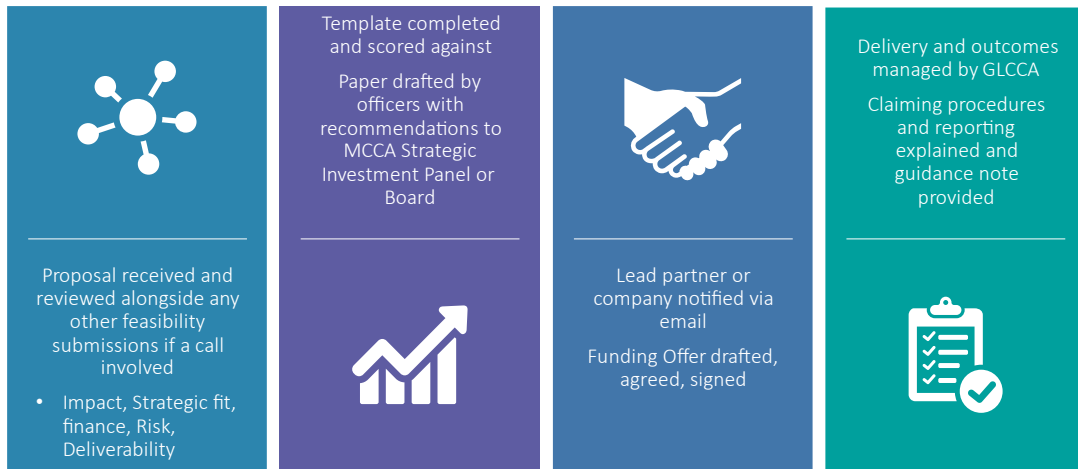 Proposal received and
reviewed alongside any
other feasibility
submissions if a call
involved
• Impact, Strategic fit,
finance, Risk,
Deliverability
Template completed
and scored against
Paper drafted by
officers with
recommendations to
MCCA Strategic
Investment Panel or
Board
Lead partner or
company notified via
email
Funding Offer drafted,
agreed, signed
Delivery and outcomes
managed by GLCCA
Claiming procedures
and reporting
explained and
guidance note
provided